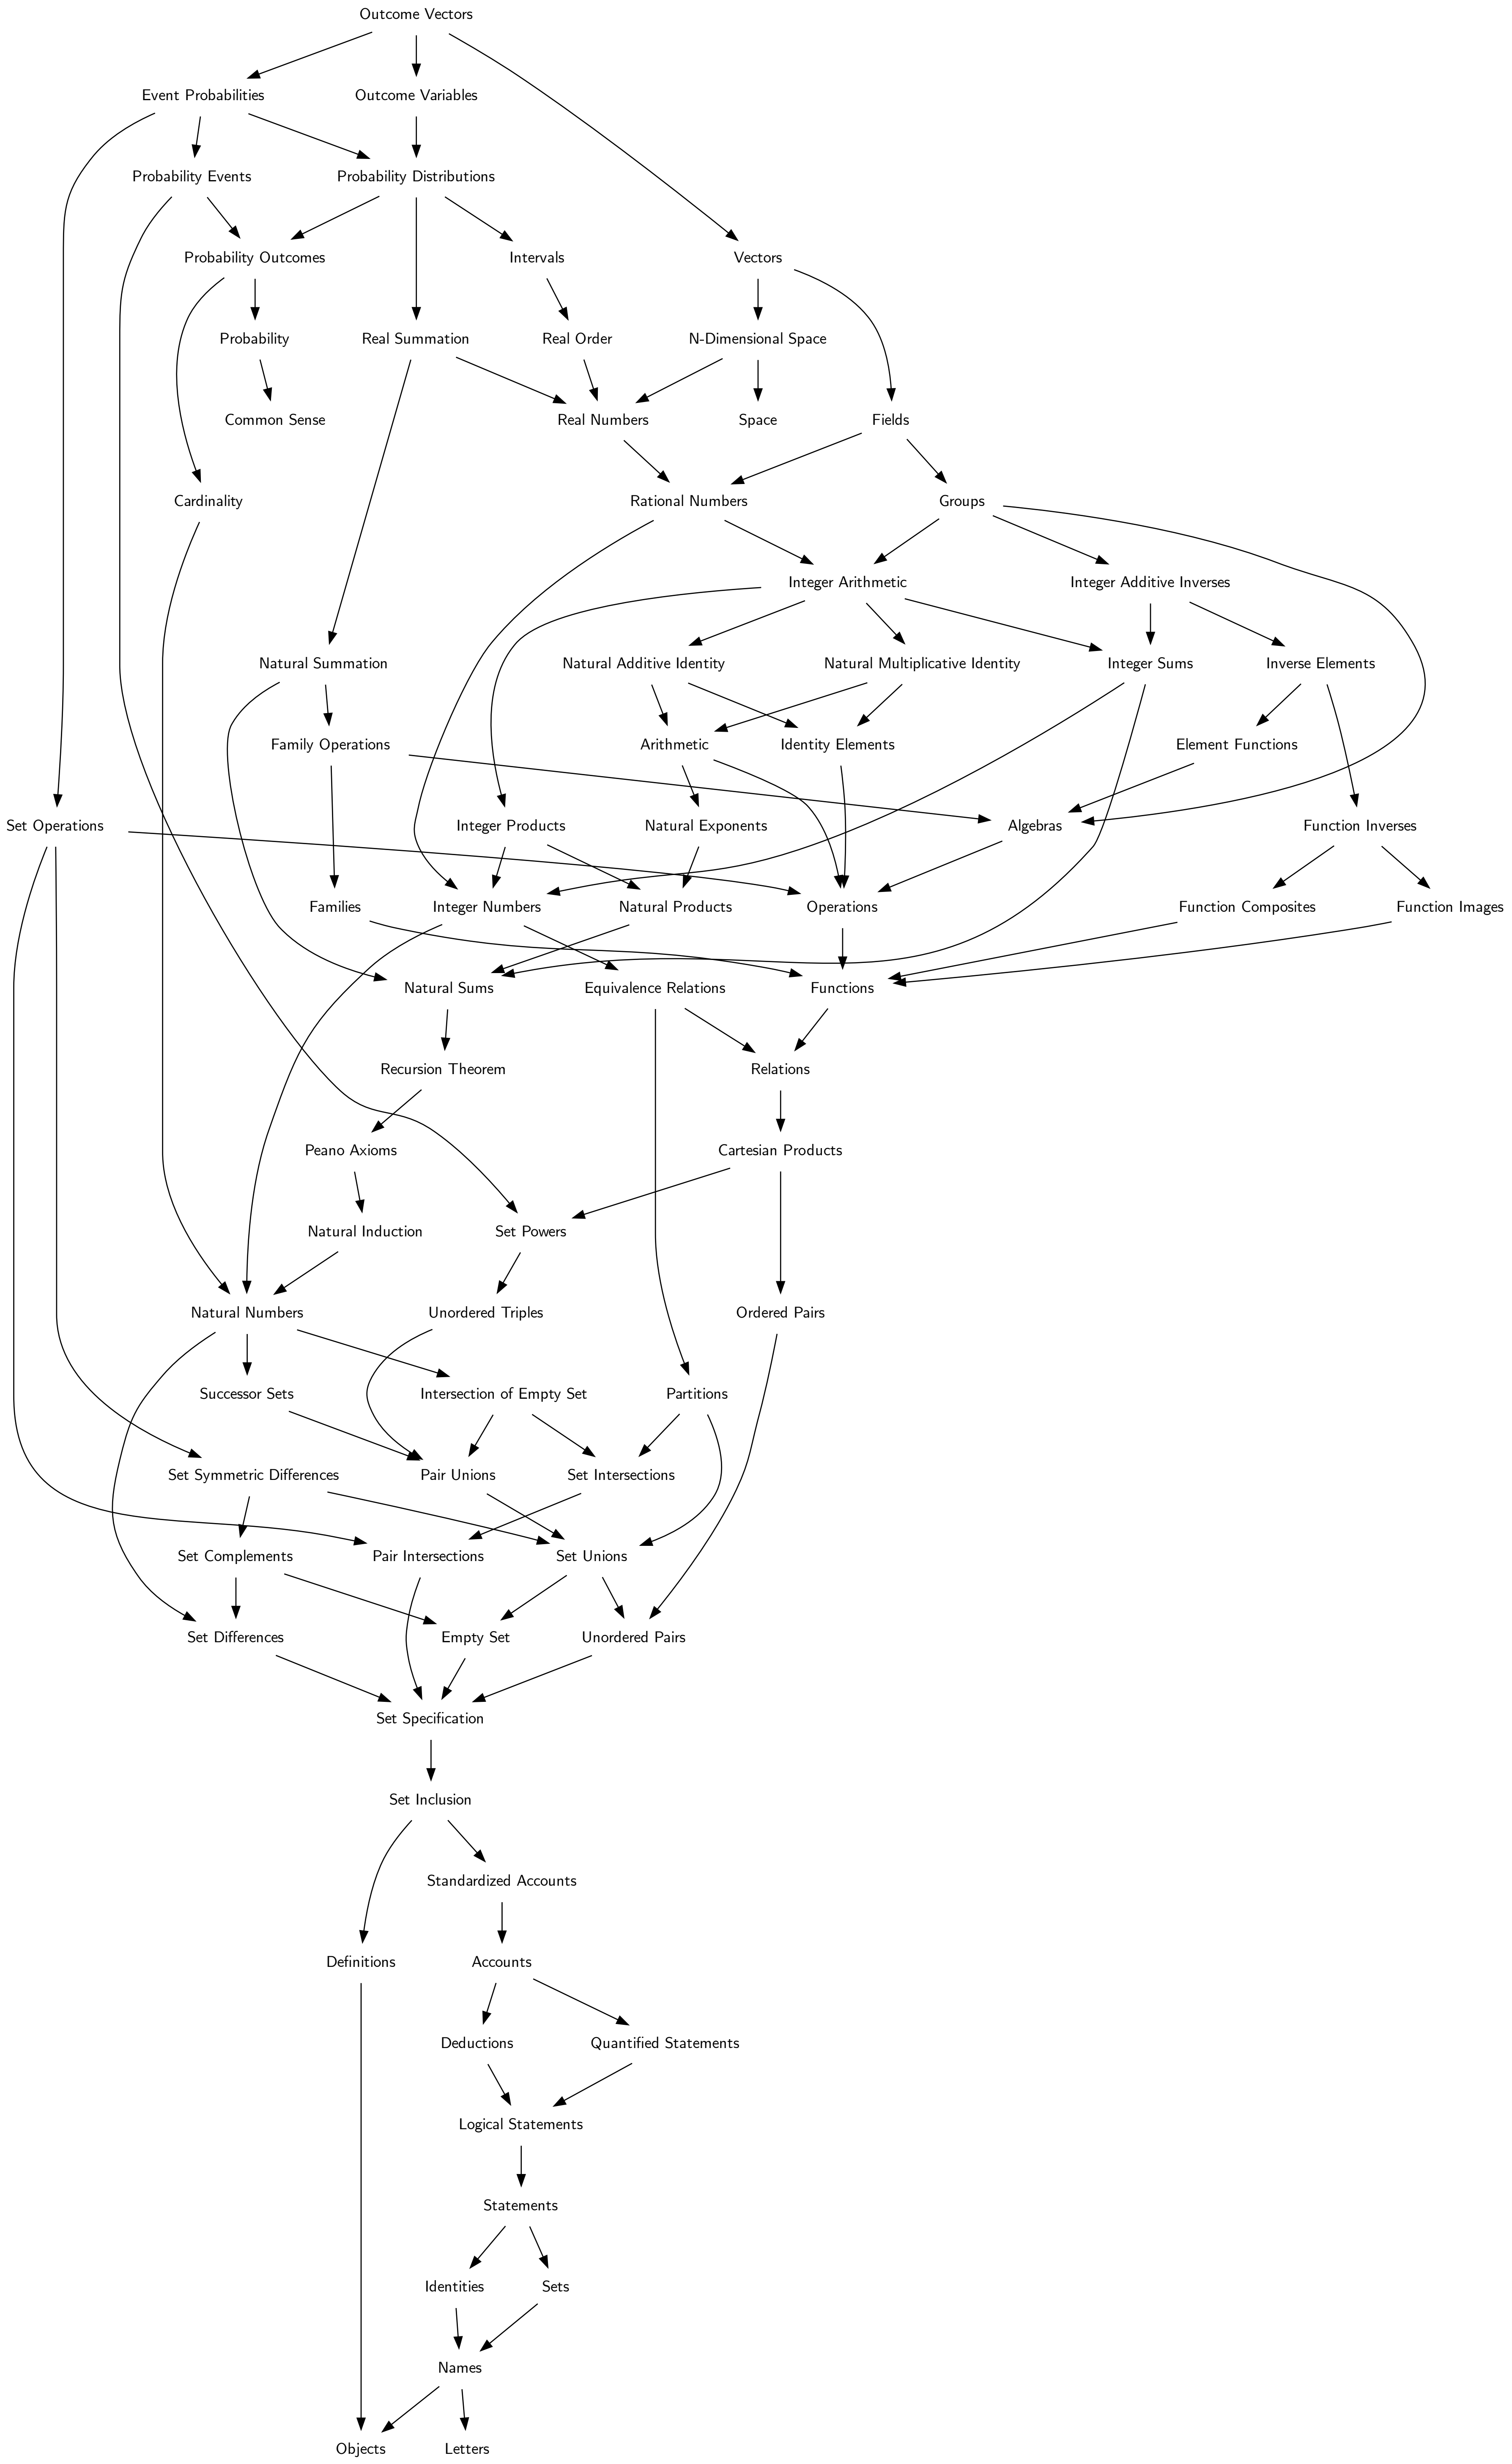 Outcome Vectors
Event Probabilities
Outcome Variables
Probability Events
Probability Distributions
Probability Outcomes
Intervals
Vectors
Probability
Real Summation
Real Order
N-Dimensional Space
Common Sense
Real Numbers
Space
Fields
Cardinality
Rational Numbers
Groups
Integer Arithmetic
Integer Additive Inverses
Natural Summation
Natural Additive Identity
Natural Multiplicative Identity
Integer Sums
Inverse Elements
Family Operations
Arithmetic
Identity Elements
Element Functions
Set Operations
Integer Products
Natural Exponents
Algebras
Function Inverses
Families
Integer Numbers
Natural Products
Operations
Function Composites
Function Images
Natural Sums
Equivalence Relations
Functions
Recursion Theorem
Relations
Peano Axioms
Cartesian Products
Natural Induction
Set Powers
Natural Numbers
Unordered Triples
Ordered Pairs
Successor Sets
Intersection of Empty Set
Partitions
Set Symmetric Differences
Pair Unions
Set Intersections
Set Complements
Pair Intersections
Set Unions
Set Differences
Empty Set
Unordered Pairs
Set Specification
Set Inclusion
Standardized Accounts
Definitions
Accounts
Deductions
Quantified Statements
Logical Statements
Statements
Identities
Sets
Names
Objects
Letters